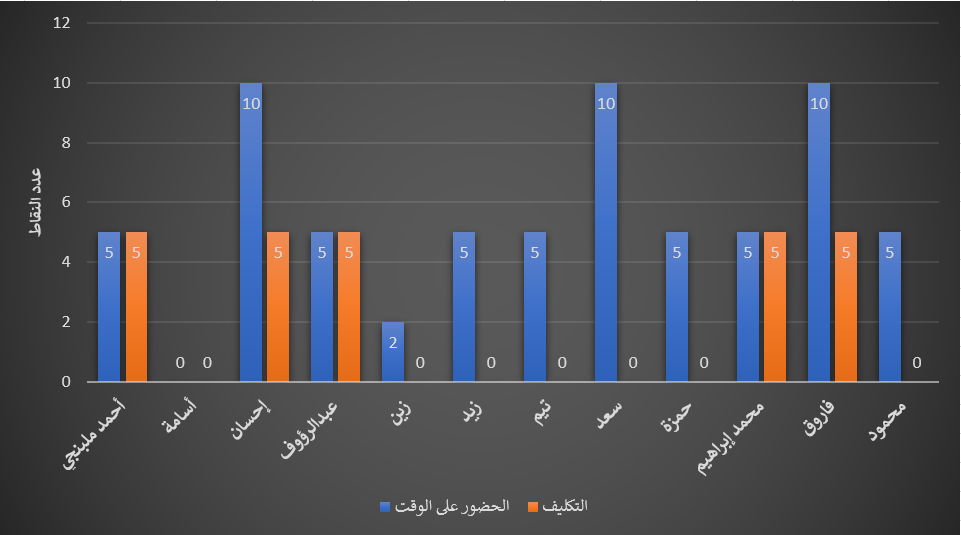 12
10
8
6
4
2
0
عدد النقاط
5 5
0 0
10 5
5 5
2 0
5 0
5 0
10 0
5 0
5 5
10 5
5 0
أحمد ملبنجي
أسامة
إحسان
عبدالرؤوف
زين
زيد
تيم
سعد
حمزة
محمد إبراهيم
فاروق
محمود
الحضور على الوقت
التكليف